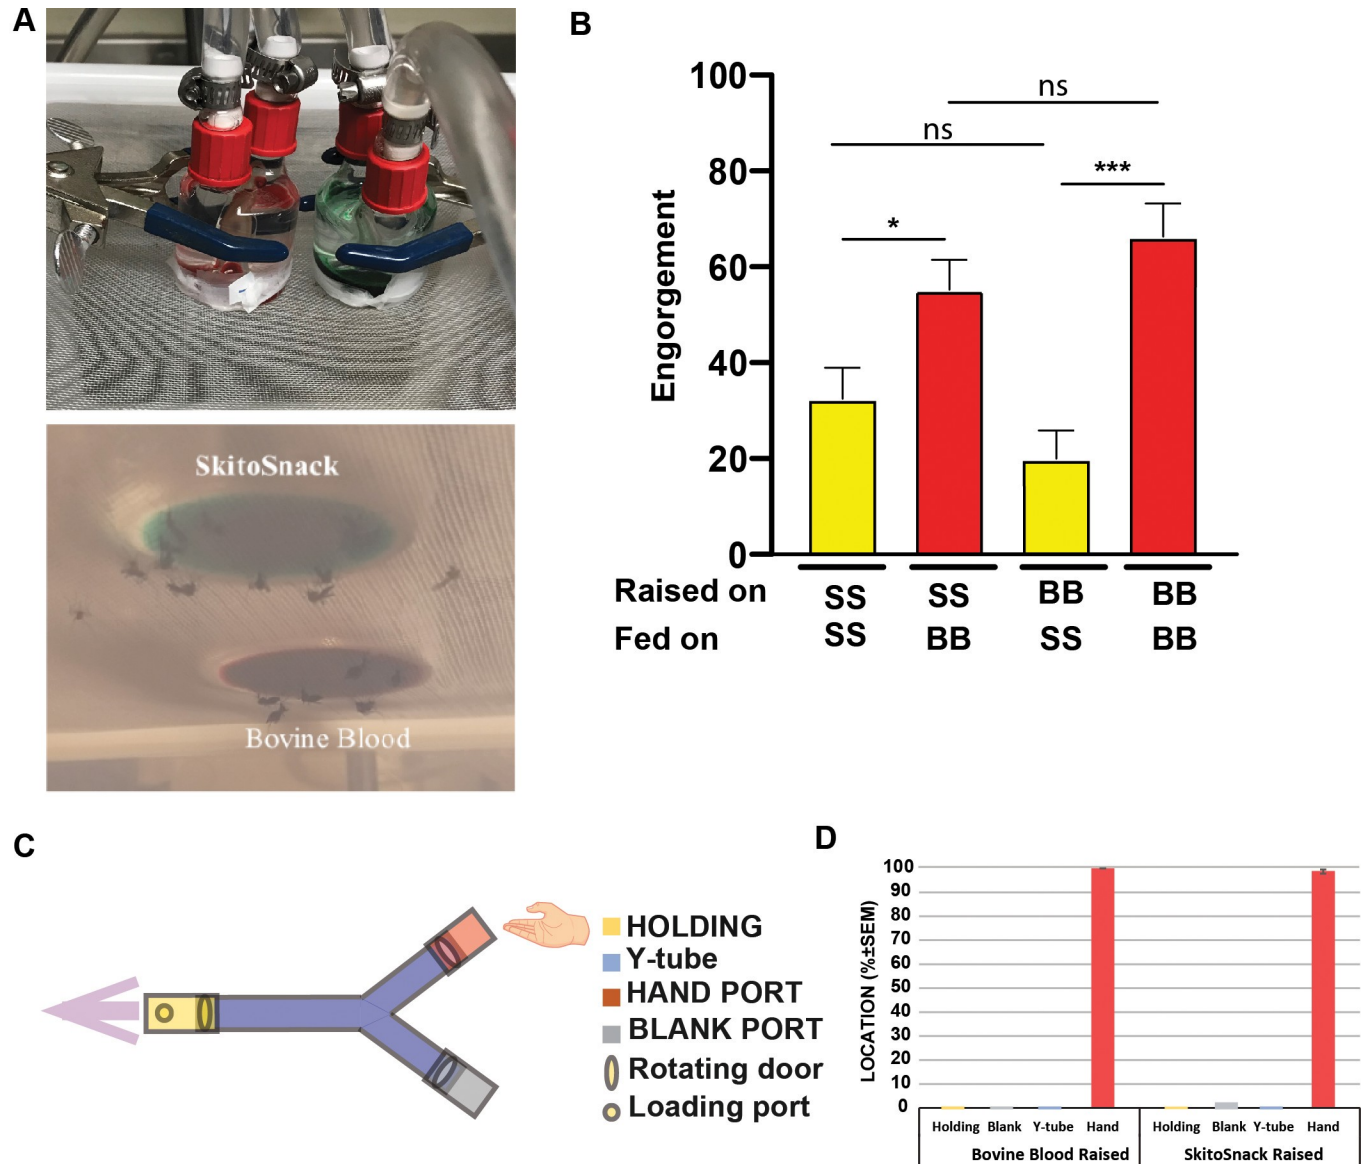 A
SkitoSnack
Bovine Blood
B
Engorgement
100
80
60
40
20
0
ns
ns
***
*
Raised on SS SS BB BB
Fed on SS BB SS BB
C
HOLDING
Y-tube
HAND PORT
BLANK PORT
Rotating door
Loading port
D
LOCATION (%±SEM)
100
90
80
70
60
50
40
30
20
10
0
Holding Blank Y-tube Hand Holding Blank Y-tube Hand
Bovine Blood Raised SkitoSnack Raised